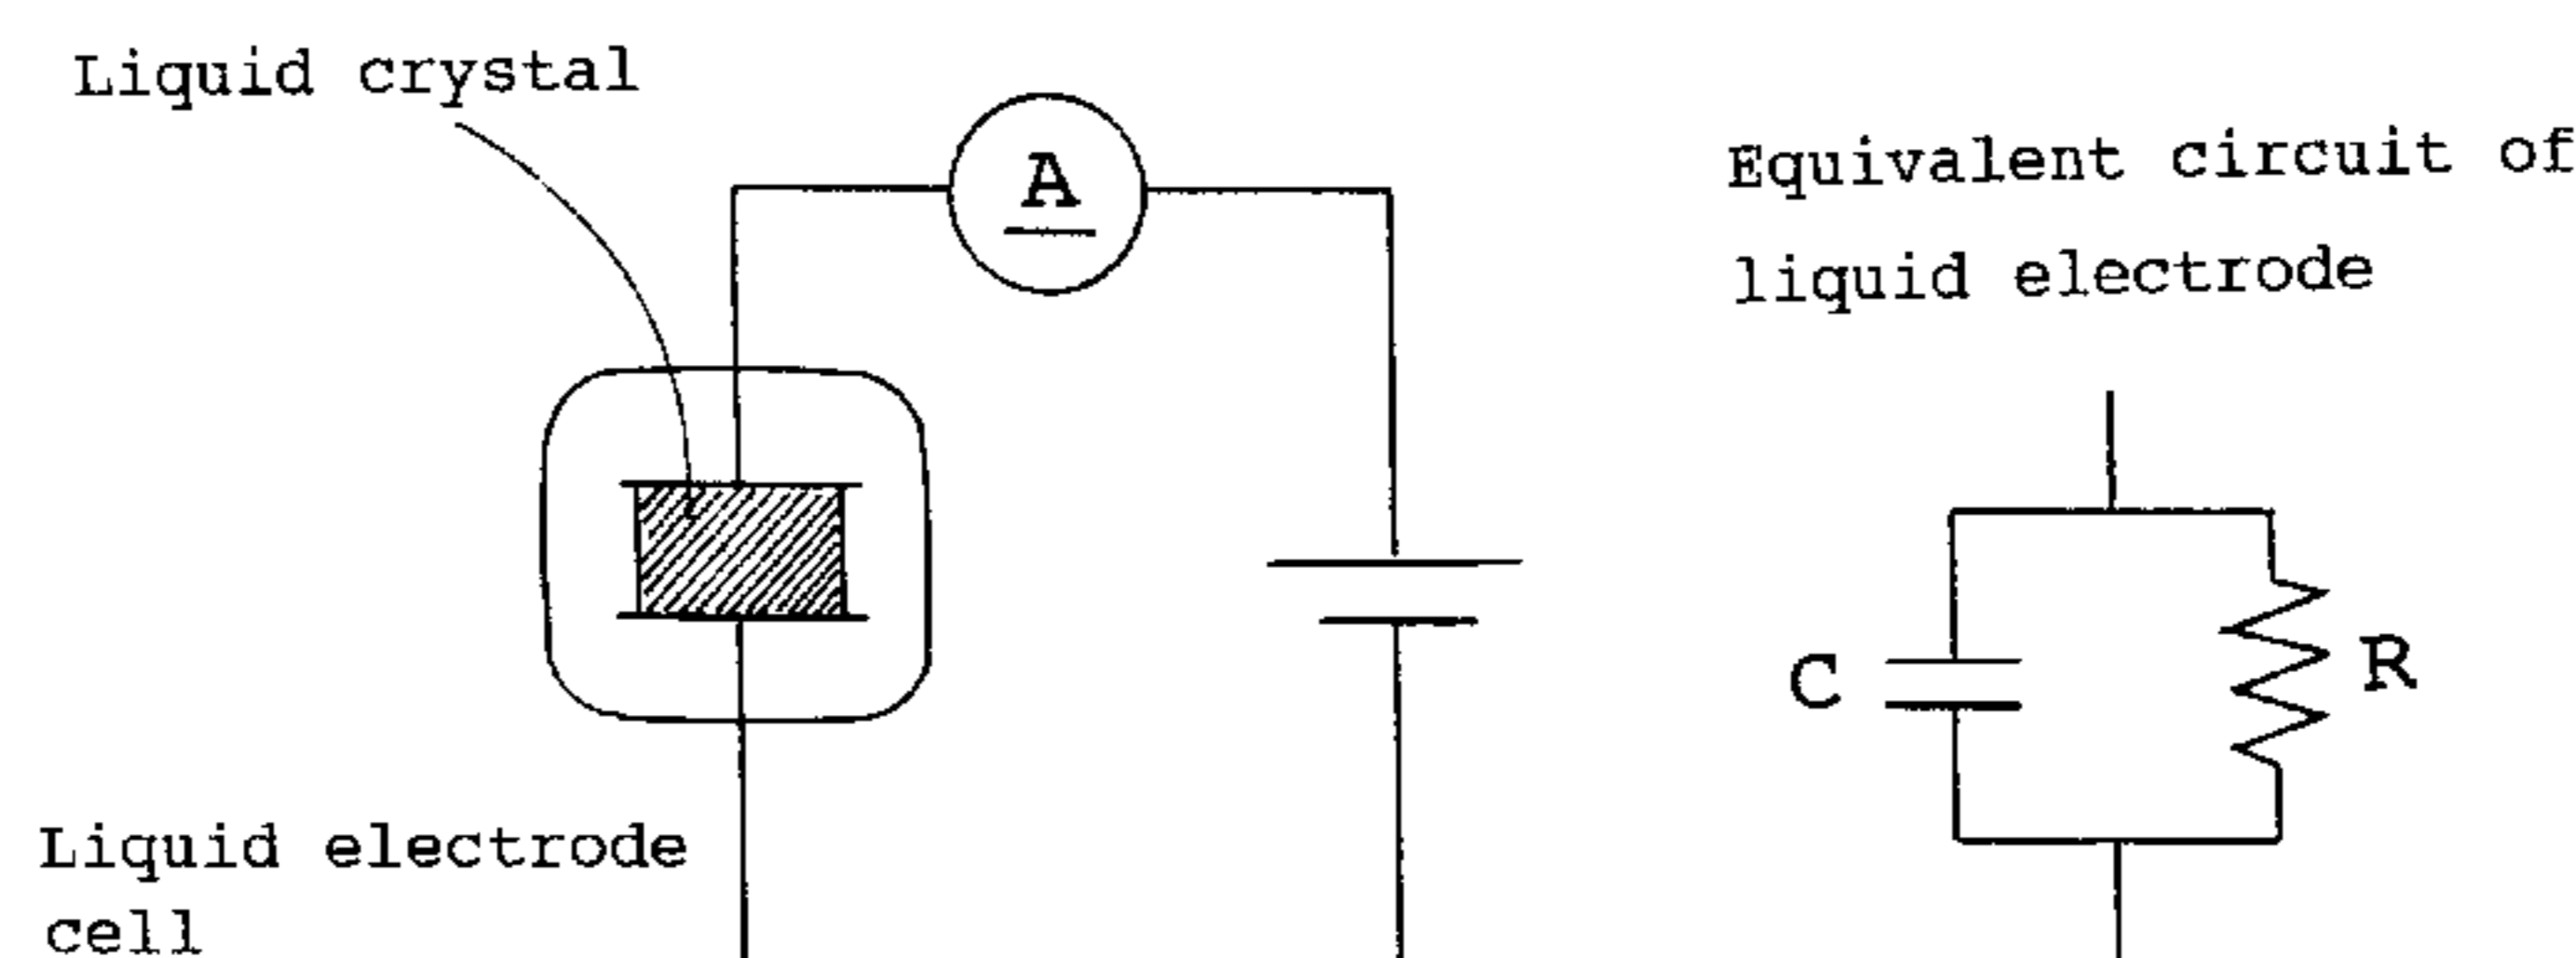 Liquid crystal
A
Equivalent circuit of
liquid electrode
C
R
Liquid electrode
cell